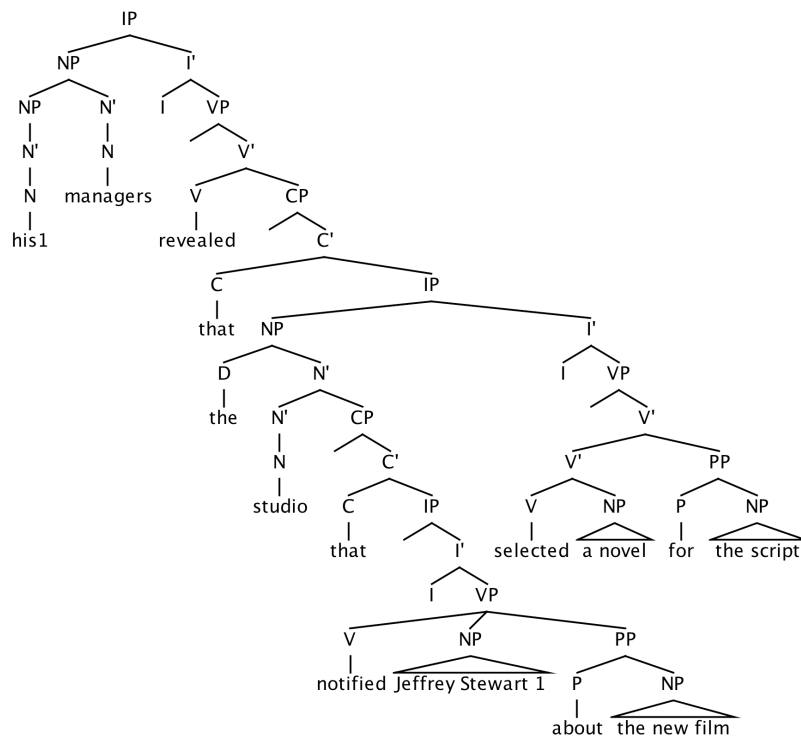 IP
NP I'
NP N' I VP
N' N V'
N managers V CP
his1 revealed C'
C IP
that NP I'
D N' I VP
the N' CP V'
N C' V' PP
studio C IP V NP P NP
that I' selected a novel for the script
I VP
V NP PP
notified Jeffrey Stewart 1 P NP
about the new film